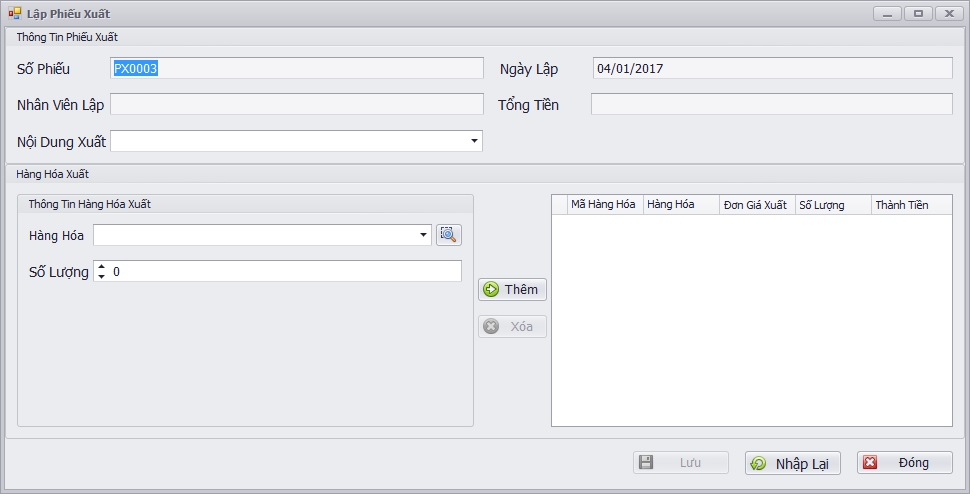 Lập Phiếu Xuất
Thông Tin Phiếu Xuất
Số Phiếu PX0003 Ngày Lập 04/01/2017
Nhân Viên Lập Tổng Tiền
Nội Dung Xuất
Hàng Hóa Xuất
Thông Tin Hàng Hóa Xuất
Mã Hàng Hóa Hàng Hóa Đơn Giá Xuất Số Lượng Thành Tiền
Hàng Hóa
Số Lượng 0
Thêm
Xóa
Lưu Nhập Lại Đóng